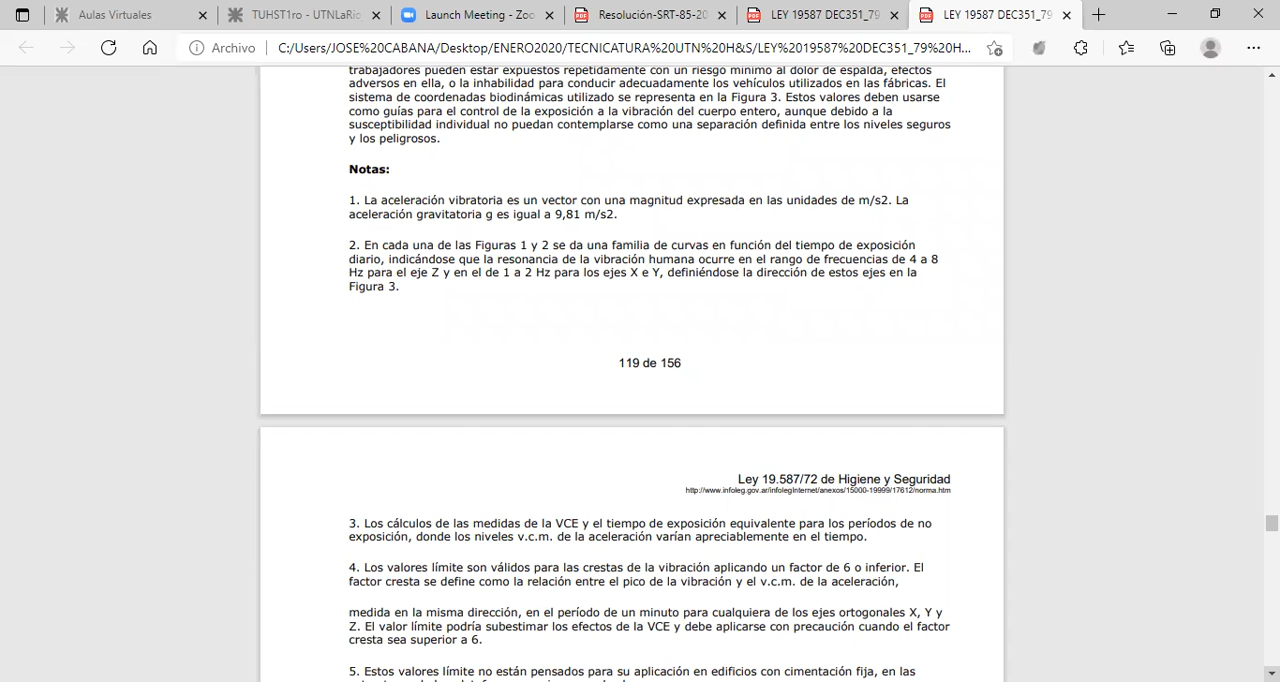 Aulas Virtuales
TUHST1ro - UTNLaRio
Launch Meeting - Zoo
Resolución-SRT-85-20
LEY 19587 DEC351_79
LEY 19587 DEC351_79
Archivo
C:/Users/JOSE%20CABANA/Desktop/ENERO2020/TECNICATURA%20UTN%20H&S/LEY%2019587%20DEC351_79%20H...
trabajadores pueden estar expuestos repetidamente con un riesgo mínimo al dolor de espalda, efectos
adversos en ella, o la inhabilidad para conducir adecuadamente los vehículos utilizados en las fábricas. El
sistema de coordenadas biodinámicas utilizado se representa en la Figura 3. Estos valores deben usarse
como guías para el control de la exposición a la vibración del cuerpo entero, aunque debido a la
susceptibilidad individual no puedan contemplarse como una separación definida entre los niveles seguros
y los peligrosos.
Notas:
1. La aceleración vibratoria es un vector con una magnitud expresada en las unidades de m/s2. La
aceleración gravitatoria g es igual a 9,81 m/s2.
2. En cada una de las Figuras 1 y 2 se da una familia de curvas en función del tiempo de exposición
diario, indicándose que la resonancia de la vibración humana ocurre en el rango de frecuencias de 4 a 8
Hz para el eje Z y en el de 1 a 2 Hz para los ejes X e Y, definiéndose la dirección de estos ejes en la
Figura 3.
119 de 156
Ley 19.587/72 de Higiene y Seguridad
http://www.infoleg.gov.ar/infolegInternet/anexos/15000-19999/17612/norma.htm
3. Los cálculos de las medidas de la VCE y el tiempo de exposición equivalente para los períodos de no
exposición, donde los niveles v.c.m. de la aceleración varían apreciablemente en el tiempo.
4. Los valores límite son válidos para las crestas de la vibración aplicando un factor de 6 o inferior. El
factor cresta se define como la relación entre el pico de la vibración y el v.c.m. de la aceleración,
medida en la misma dirección, en el período de un minuto para cualquiera de los ejes ortogonales X, Y y
Z. El valor límite podría subestimar los efectos de la VCE y debe aplicarse con precaución cuando el factor
cresta sea superior a 6.
5. Estos valores límite no están pensados para su aplicación en edificios con cimentación fija, en las